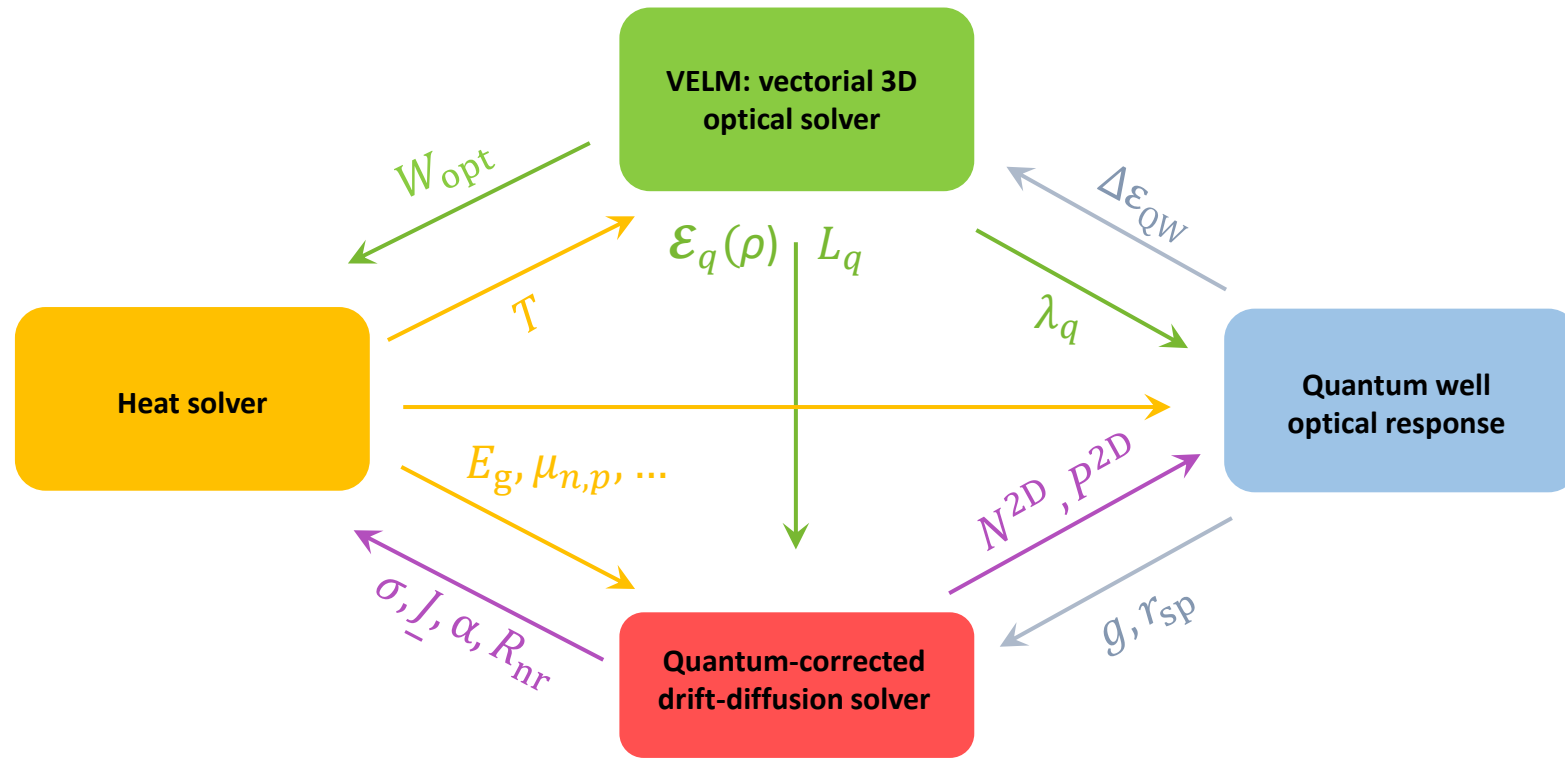 VELM: vectorial 3D
optical solver
W_opt
T
𝓔_q(ρ)
L_q
Δε_QW
λ_q
Heat solver
Quantum well
optical response
E_g, μ_n,p, ...
N^2D, P^2D
σ, J, α, R_nr
g, r_sp
Quantum-corrected
drift-diffusion solver